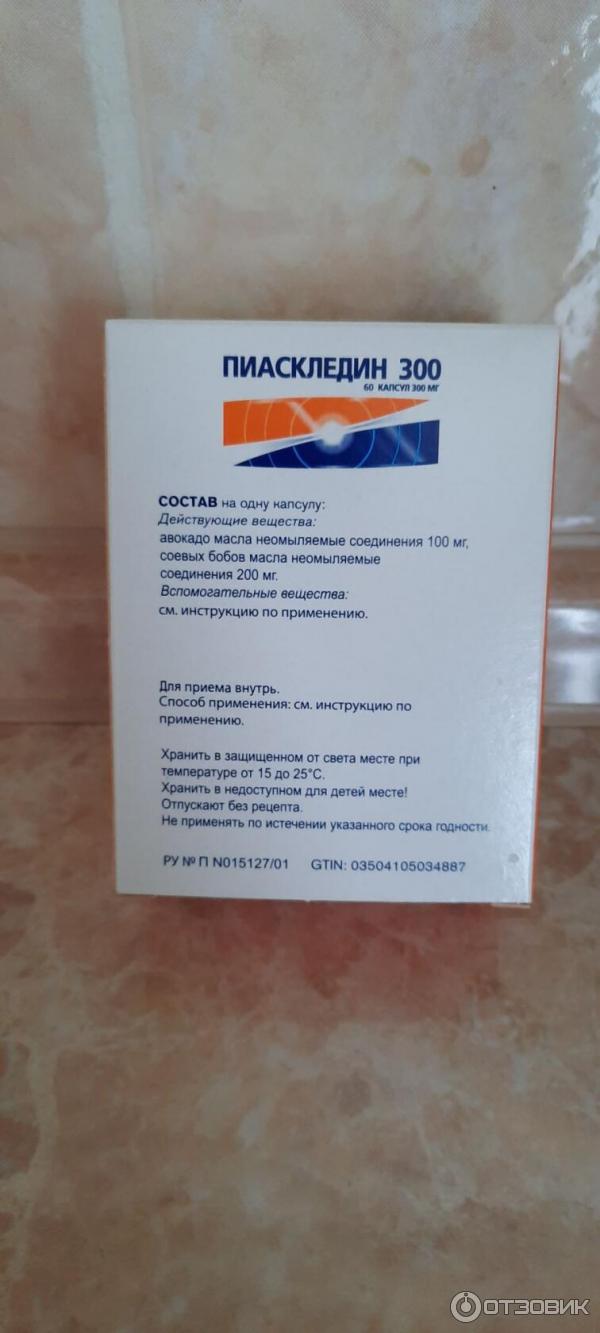 ПИАСКЛЕДИН 300
60 КАПСУЛ 300 МГ
СОСТАВ на одну капсулу:
Действующие вещества:
авокадо масла неомыляемые соединения 100 мг,
соевых бобов масла неомыляемые
соединения 200 мг.
Вспомогательные вещества:
см. инструкцию по применению.
Для приема внутрь.
Способ применения: см. инструкцию по
применению.
Хранить в защищенном от света месте при
температуре от 15 до 25°С.
Хранить в недоступном для детей месте!
Отпускают без рецепта.
Не применять по истечении указанного срока годности.
РУ № П N015127/01 GTIN: 03504105034887
ОТЗОВИК